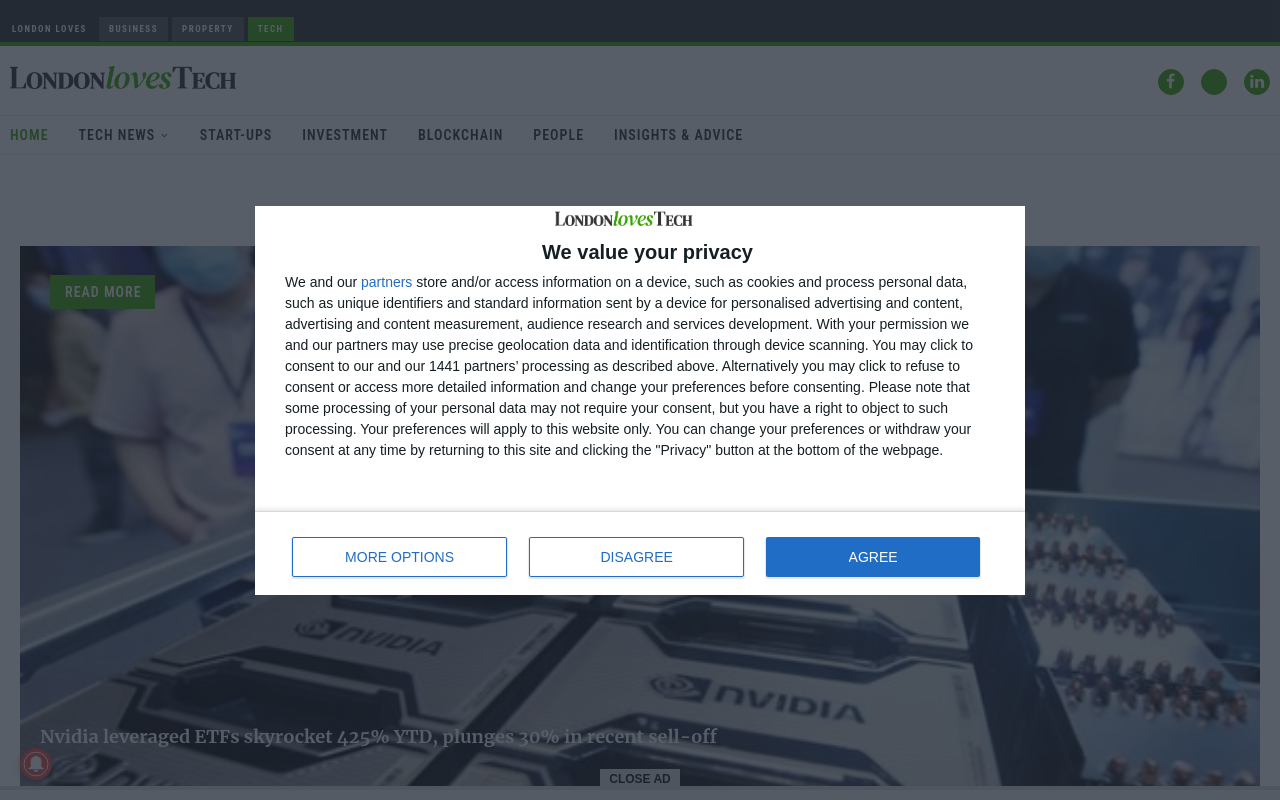 LONDON LOVES BUSINESS PROPERTY TECH
LONDONlovesTECH
HOME TECH NEWS START-UPS INVESTMENT BLOCKCHAIN PEOPLE INSIGHTS & ADVICE
READ MORE
LONDONlovesTECH
We value your privacy
We and our partners store and/or access information on a device, such as cookies and process personal data,
such as unique identifiers and standard information sent by a device for personalised advertising and content,
advertising and content measurement, audience research and services development. With your permission we
and our partners may use precise geolocation data and identification through device scanning. You may click to
consent to our and our 1441 partners’ processing as described above. Alternatively you may click to refuse to
consent or access more detailed information and change your preferences before consenting. Please note that
some processing of your personal data may not require your consent, but you have a right to object to such
processing. Your preferences will apply to this website only. You can change your preferences or withdraw your
consent at any time by returning to this site and clicking the "Privacy" button at the bottom of the webpage.
MORE OPTIONS DISAGREE AGREE
NVIDIA
NVIDIA
Nvidia leveraged ETFs skyrocket 425% YTD, plunges 30% in recent sell-off
CLOSE AD